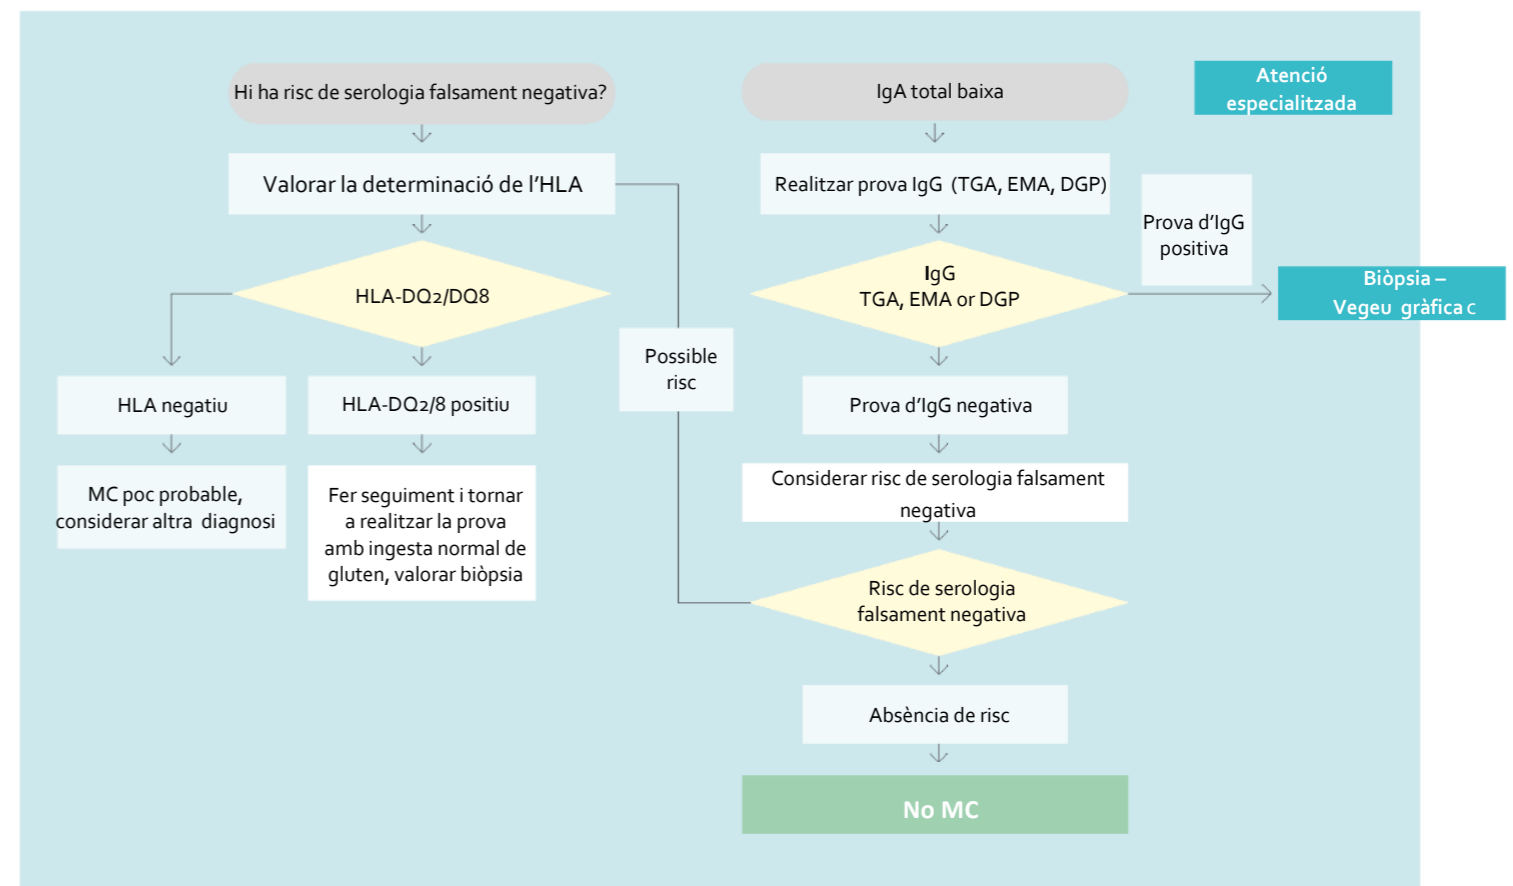 Hi ha risc de serologia falsament negativa?
Valorar la determinació de l’HLA
HLA-DQ2/DQ8
HLA negatiu
HLA-DQ2/8 positiu
MC poc probable,
considerar altra diagnosi
Fer seguiment i tornar
a realitzar la prova
amb ingesta normal de
gluten, valorar biòpsia
Possible
risc
IgA total baixa
Realitzar prova IgG (TGA, EMA, DGP)
IgG
TGA, EMA or DGP
Prova d’IgG negativa
Considerar risc de serologia falsament
negativa
Risc de serologia
falsament negativa
Absència de risc
No MC
Atenció
especialitzada
Prova d’IgG
positiva
Biòpsia –
Vegeu gràfica c